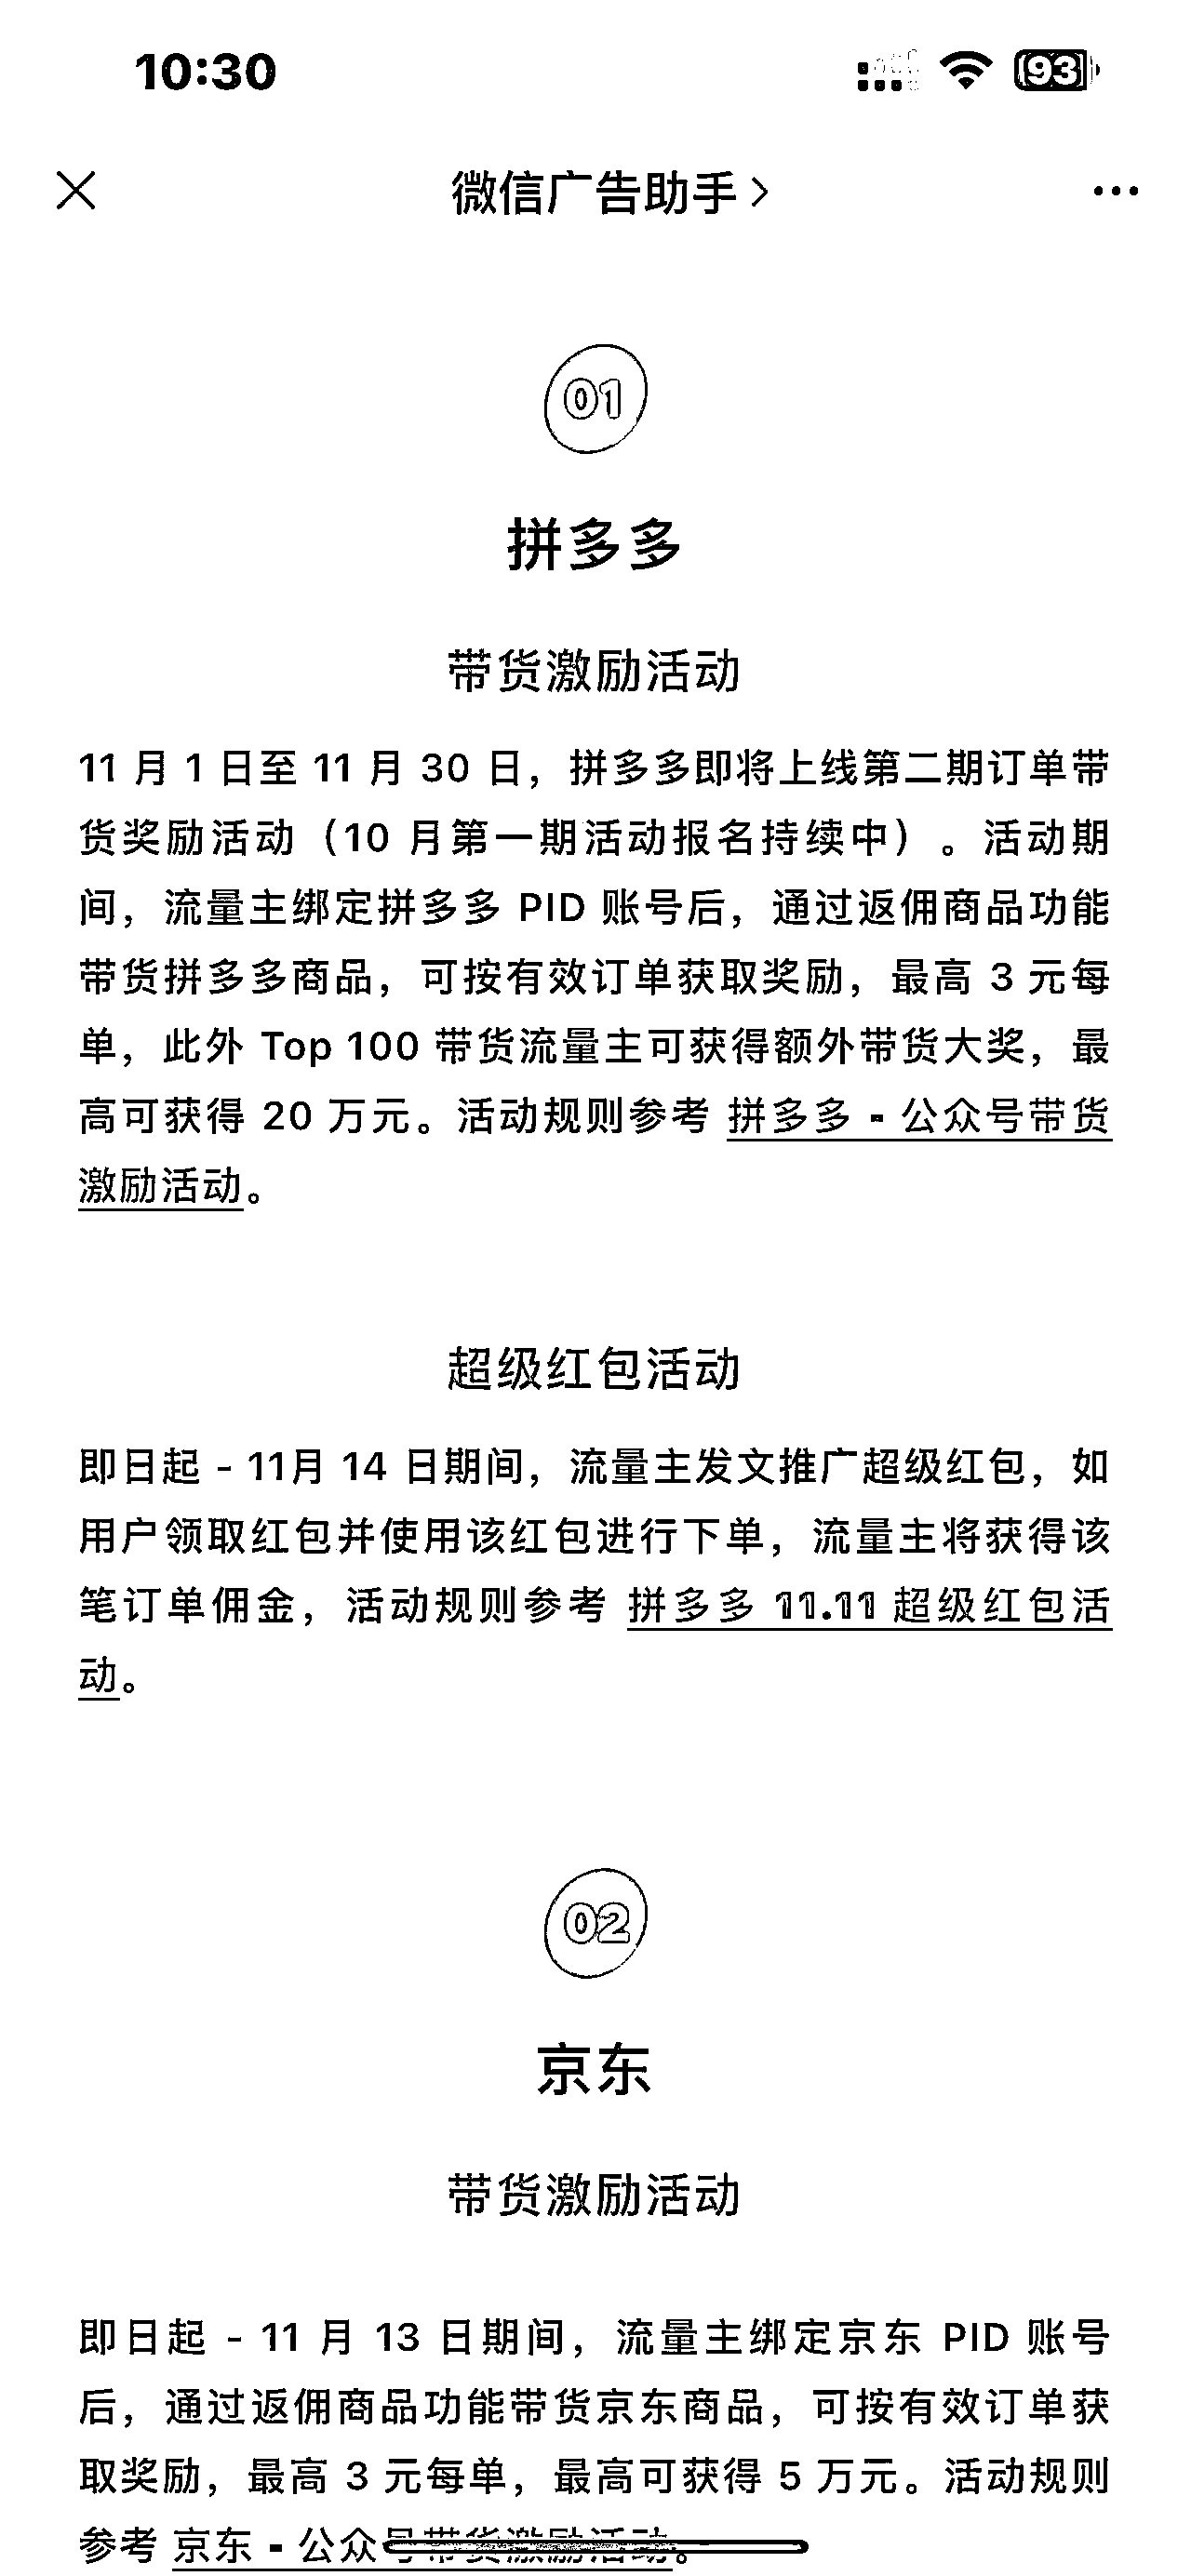 10:30
93
微信广告助手
01
拼多多
带货激励活动
11 月 1 日至 11 月 30 日，拼多多即将上线第二期订单带
货奖励活动（10 月第一期活动报名持续中）。活动期
间，流量主绑定拼多多 PID 账号后，通过返佣商品功能
带货拼多多商品，可按有效订单获取奖励，最高 3 元每
单，此外 Top 100 带货流量主可获得额外带货大奖，最
高可获得 20 万元。活动规则参考 拼多多 - 公众号带货
激励活动。
超级红包活动
即日起 - 11月 14 日期间，流量主发文推广超级红包，如
用户领取红包并使用该红包进行下单，流量主将获得该
笔订单佣金，活动规则参考 拼多多 11.11 超级红包活
动。
02
京东
带货激励活动
即日起 - 11 月 13 日期间，流量主绑定京东 PID 账号
后，通过返佣商品功能带货京东商品，可按有效订单获
取奖励，最高 3 元每单，最高可获得 5 万元。活动规则
参考 京东 - 公众号带货激励活动。